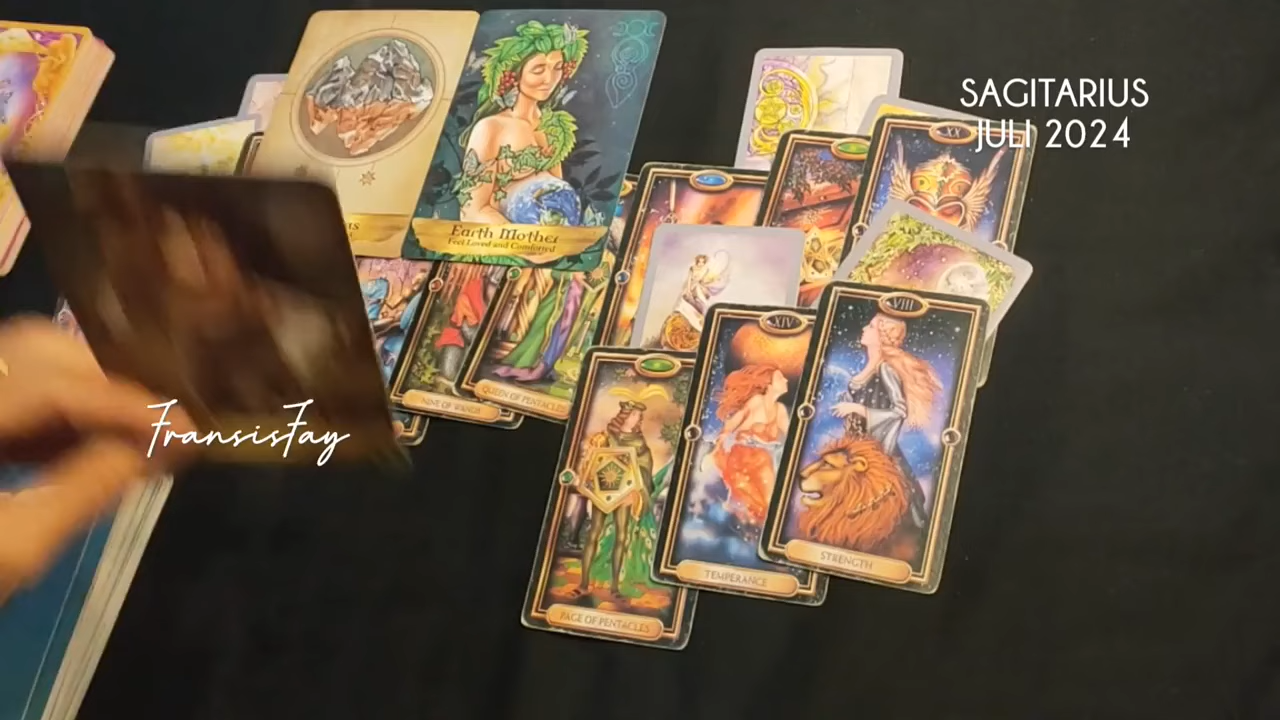 SAGITARIUS
JULI 2024
XX
Earth Mother
Feel Loved and Comforted
VIII
XIV
NINE OF WANDS
QUEEN OF PENTACLES
FransisFay
STRENGTH
TEMPERANCE
PAGE OF PENTACLES